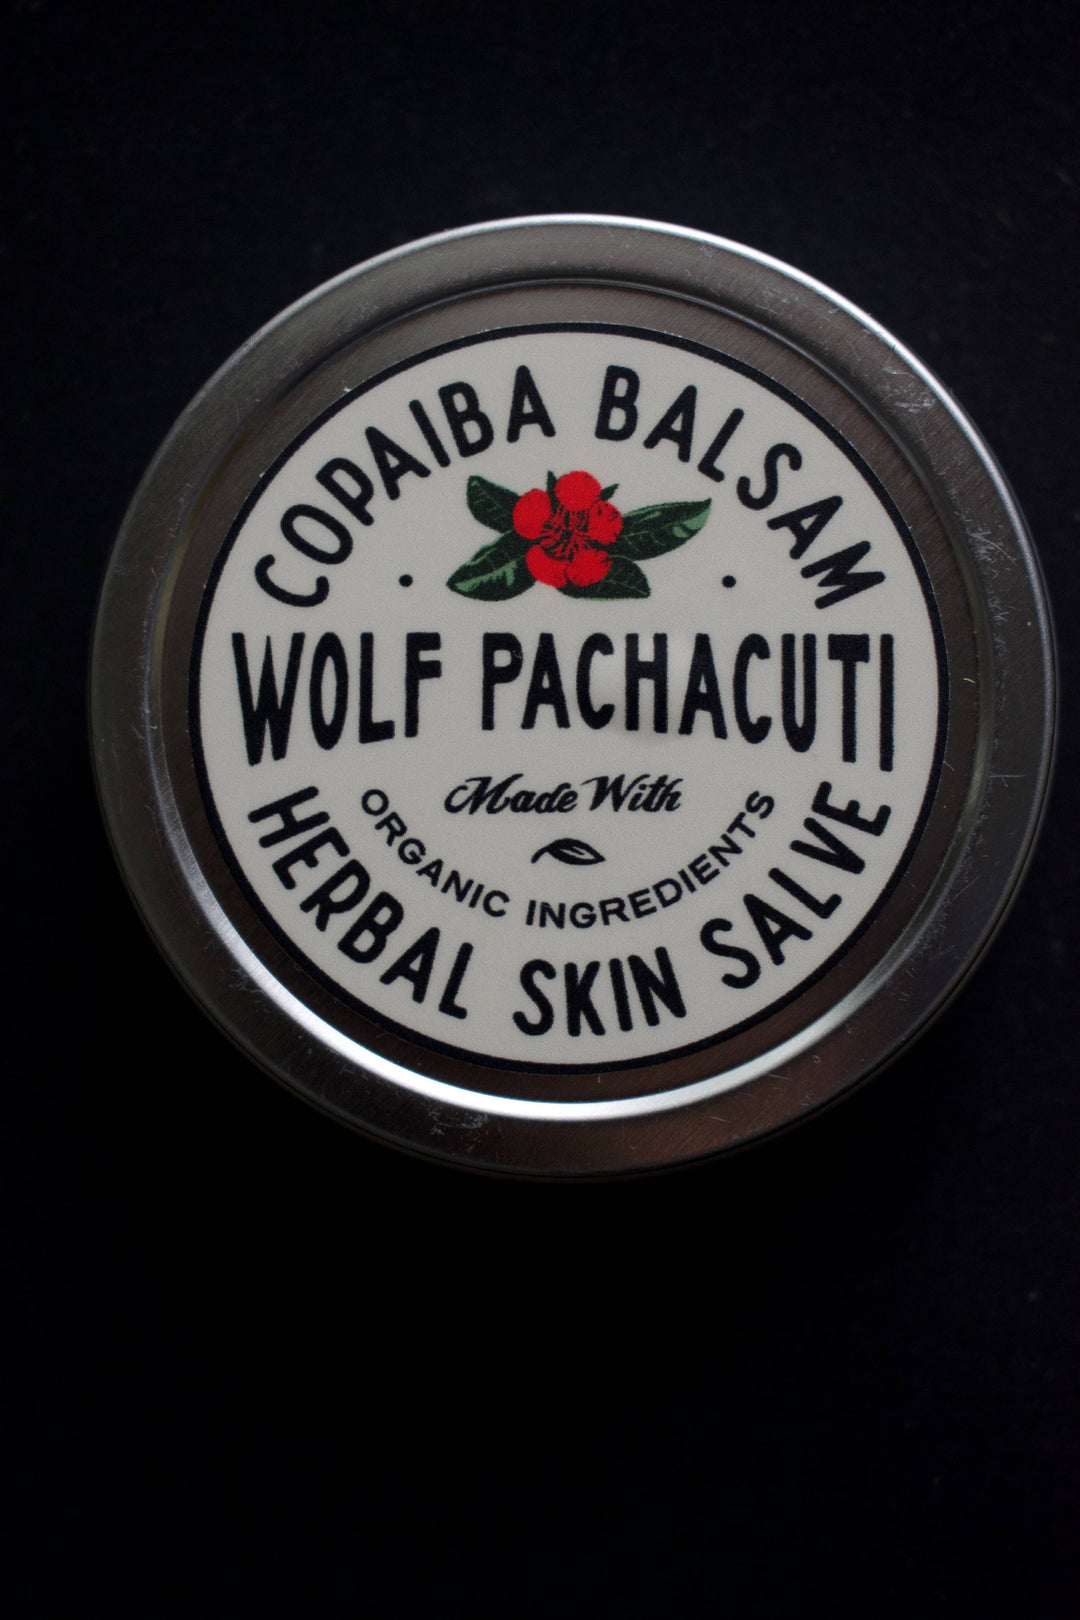 COPAIBA BALSAM
WOLF PACHACUTI
Made With
ORGANIC INGREDIENTS
HERBAL SKIN SALVE